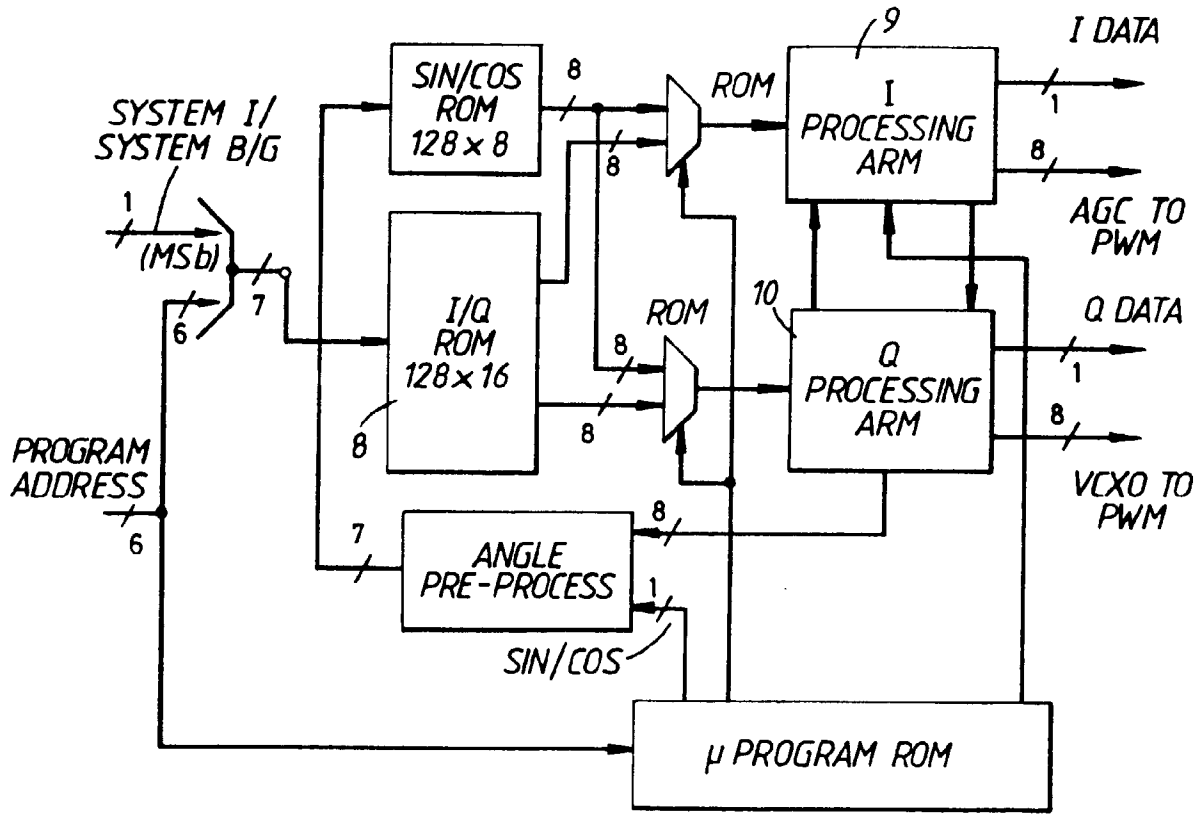 9
I DATA
1
8
AGC TO
PWM
I
PROCESSING
ARM
ROM
8
8
SIN/COS
ROM
128 × 8
SYSTEM I/
SYSTEM B/G
1
(MSb)
7
6
I/Q
ROM
128 × 16
8
ROM
8
8
10
Q
PROCESSING
ARM
Q DATA
1
8
VCXO TO
PWM
PROGRAM
ADDRESS
6
7
ANGLE
PRE-PROCESS
8
1
SIN/COS
μ PROGRAM ROM